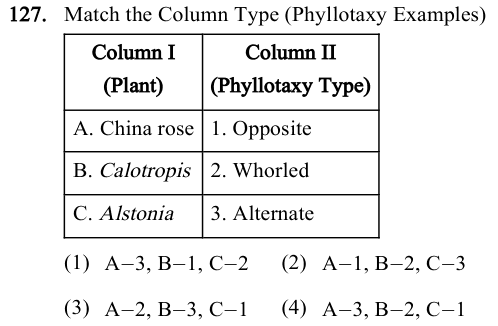 127. Match the Column Type (Phyllotaxy Examples)
Column I (Plant) Column II (Phyllotaxy Type)
A. China rose 1. Opposite
B. Calotropis 2. Whorled
C. Alstonia 3. Alternate
(1) A–3, B–1, C–2 (2) A–1, B–2, C–3
(3) A–2, B–3, C–1 (4) A–3, B–2, C–1